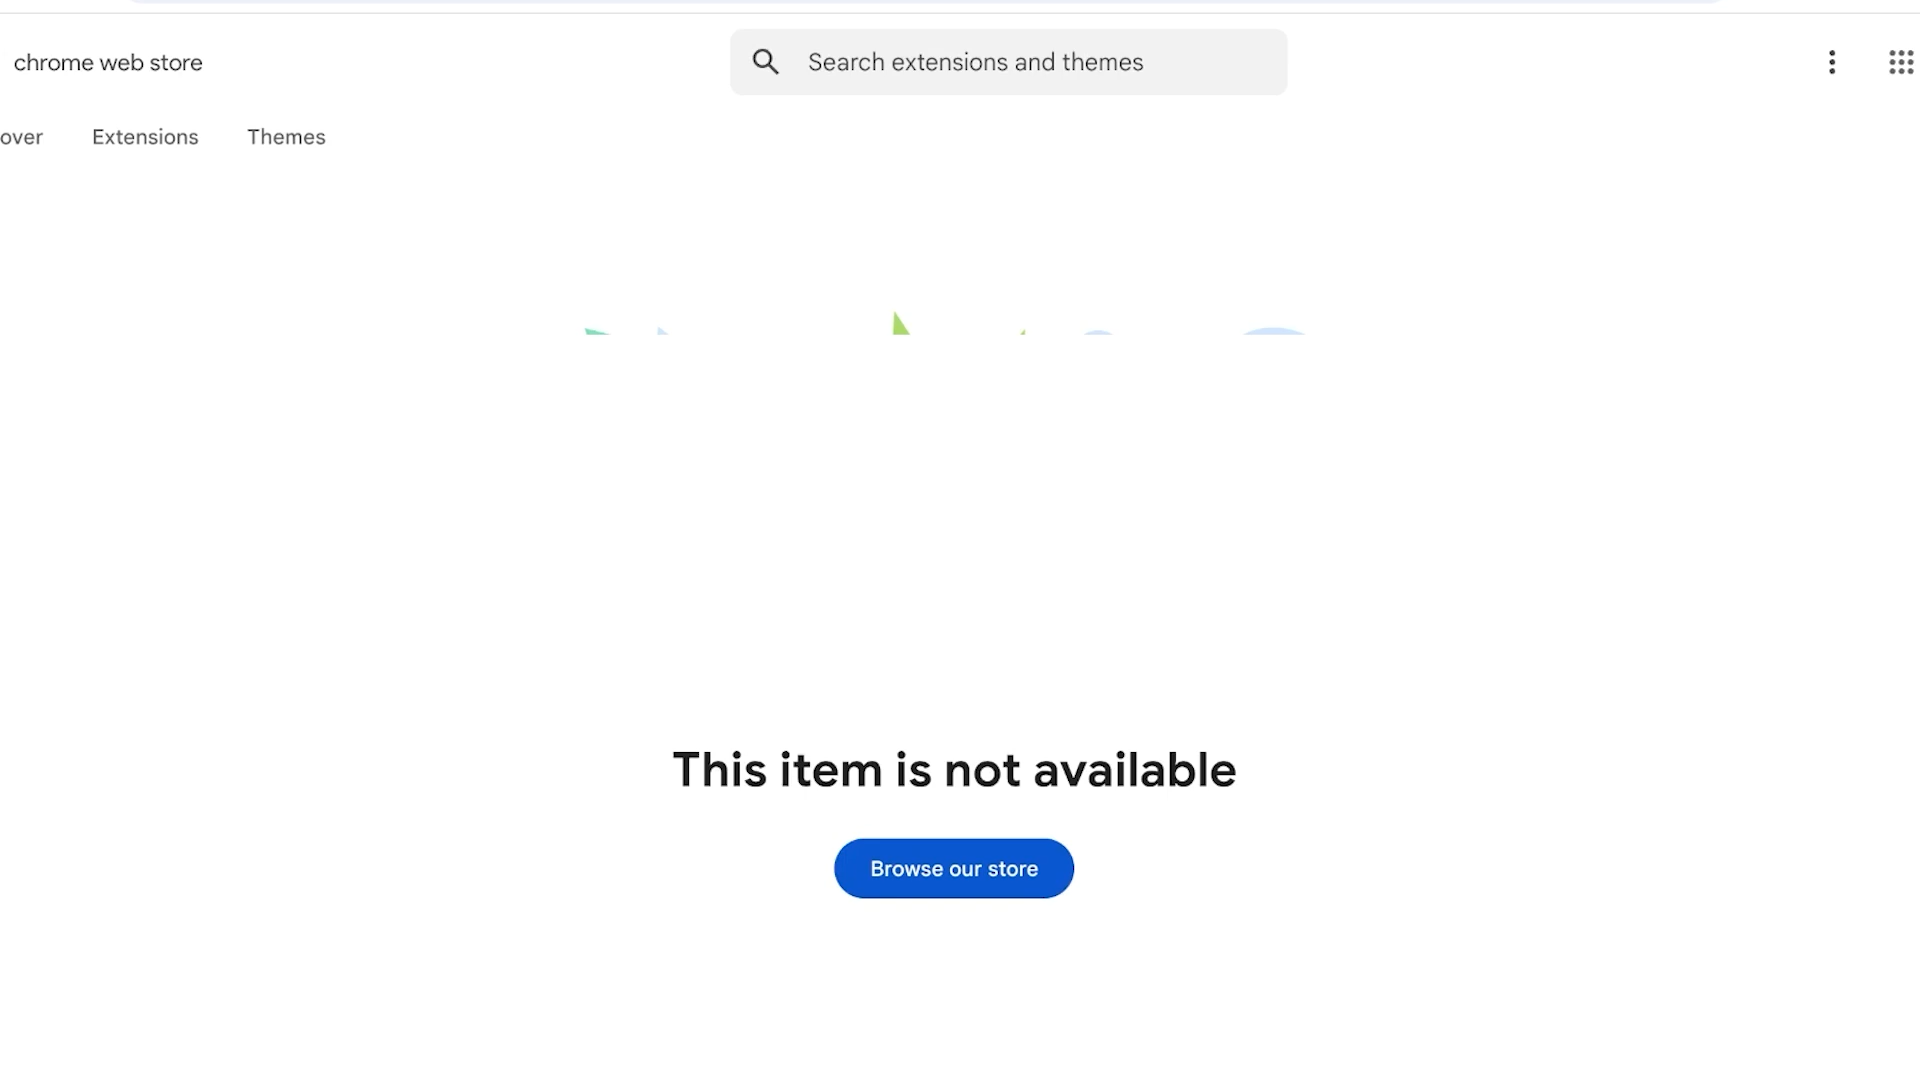 chrome web store
Search extensions and themes
over
Extensions
Themes
This item is not available
Browse our store